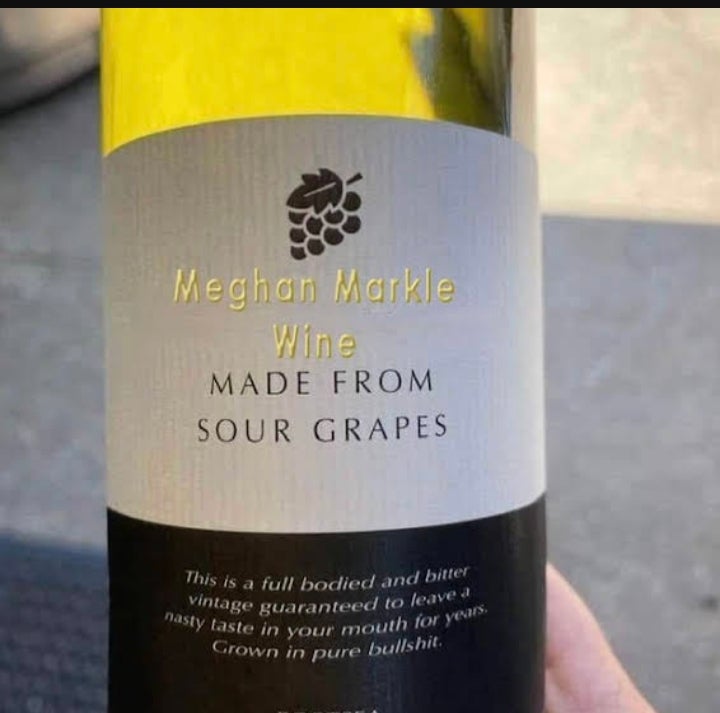 Meghan Markle
Wine
MADE FROM
SOUR GRAPES
This is a full bodied and bitter
vintage guaranteed to leave a
nasty taste in your mouth for years.
Grown in pure bullshit.